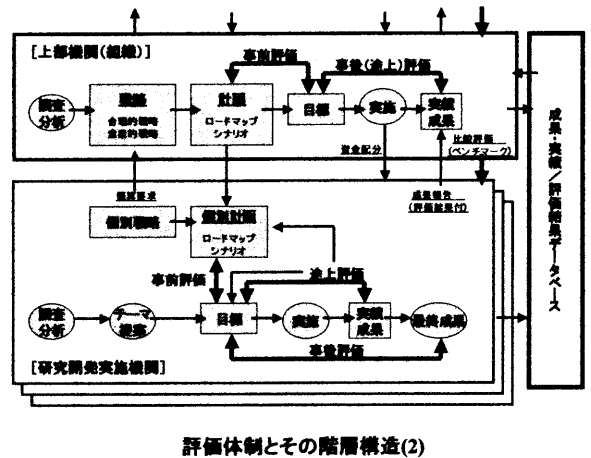 [上部機関(組織)]
事前評価
事後(途上)評価
調査
分析
戦略
合理的戦略
計画
ロードマップ
シナリオ
目標
実施
実績
成果
資金配分
比較評価
(ベンチマーク)
成果報告
(評価結果付)
個別戦略
個別計画
ロードマップ
シナリオ
事前評価
途上評価
調査
分析
テーマ
提案
目標
実施
実績
成果
最終成果
事後評価
[研究開発実施機関]
成果・実績/評価結果データベース
評価体制とその階層構造(2)